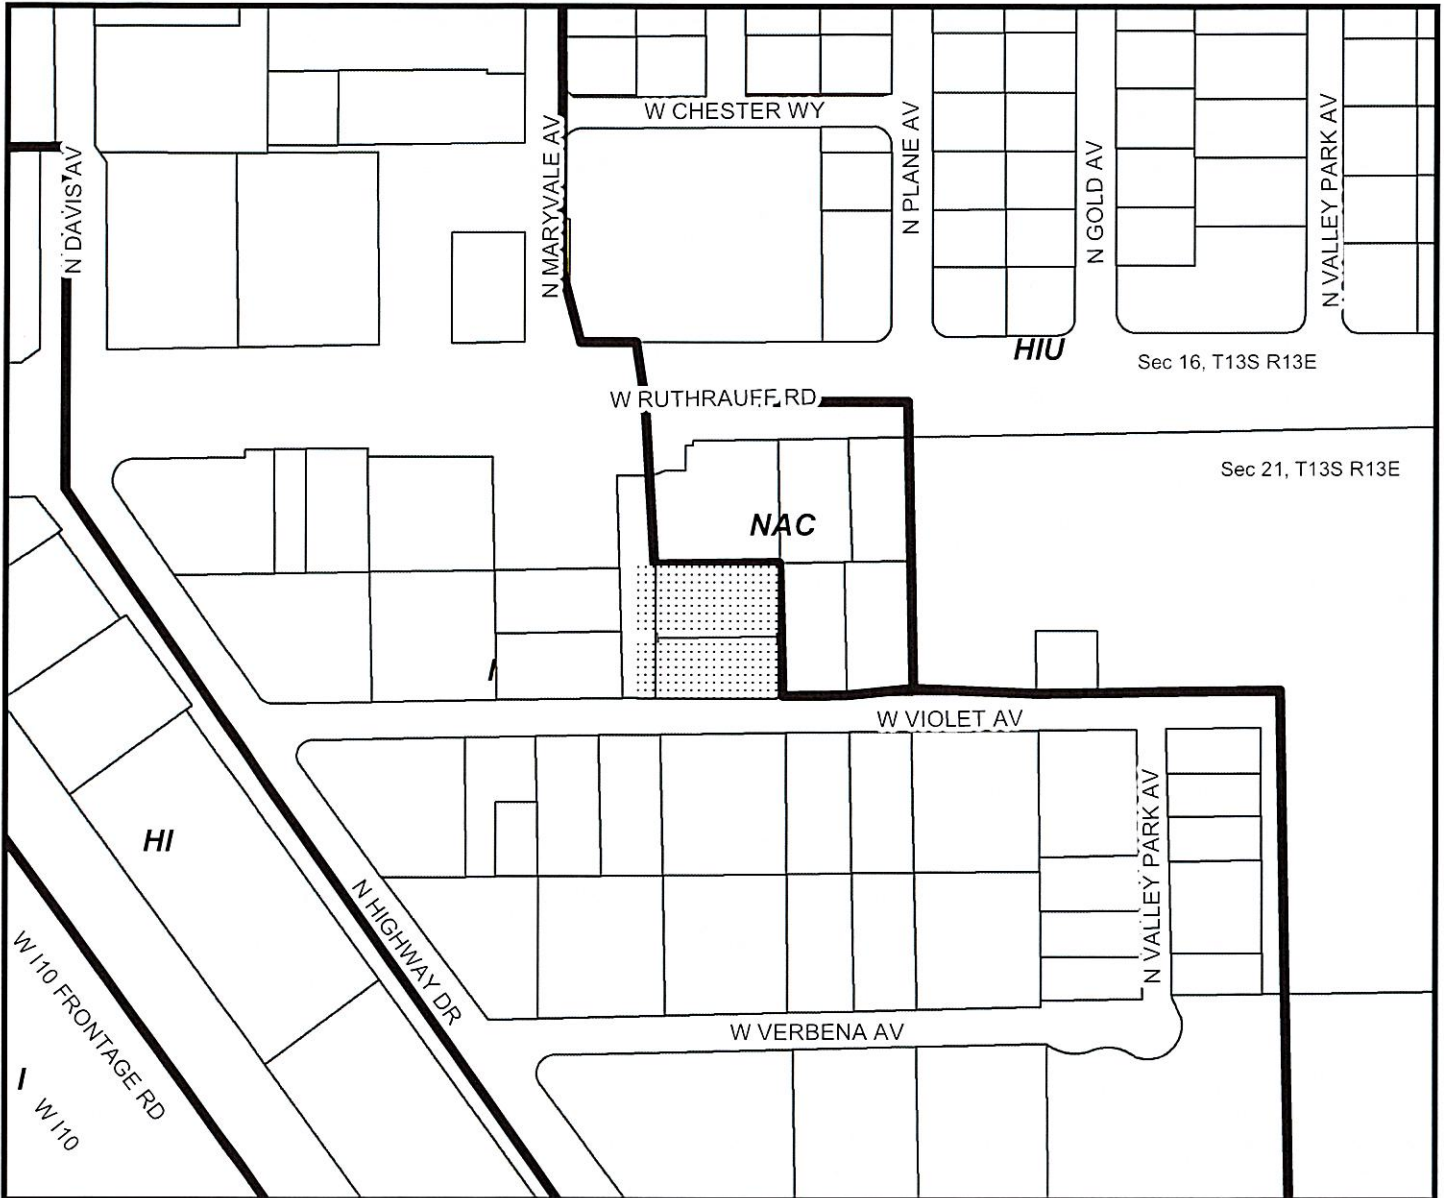 W CHESTER WY
N DAVIS AV
N MARYVALE AV
N PLANE AV
N GOLD AV
N VALLEY PARK AV
HIU
Sec 16, T13S R13E
W RUTHRAUFF RD
Sec 21, T13S R13E
NAC
I
W VIOLET AV
HI
N HIGHWAY DR
N VALLEY PARK AV
W I10 FRONTAGE RD
W VERBENA AV
I
W I10